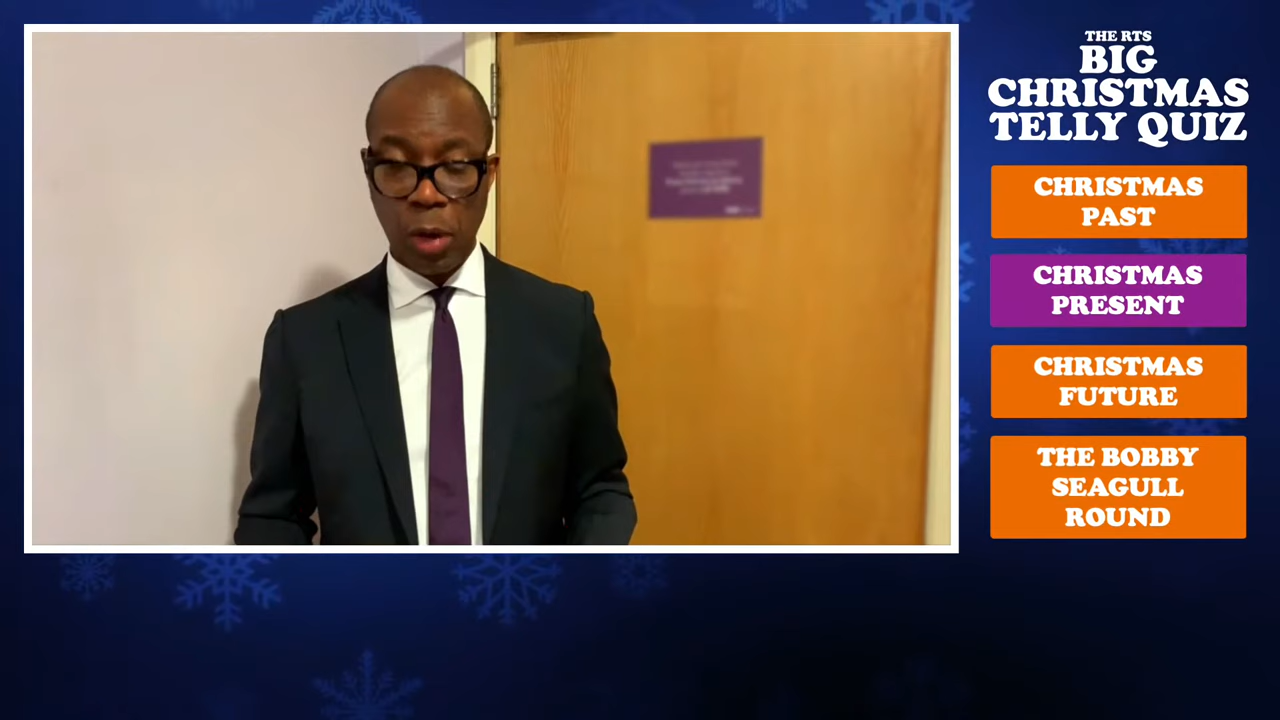 THE RTS
BIG
CHRISTMAS
TELLY QUIZ
CHRISTMAS
PAST
CHRISTMAS
PRESENT
CHRISTMAS
FUTURE
THE BOBBY
SEAGULL
ROUND